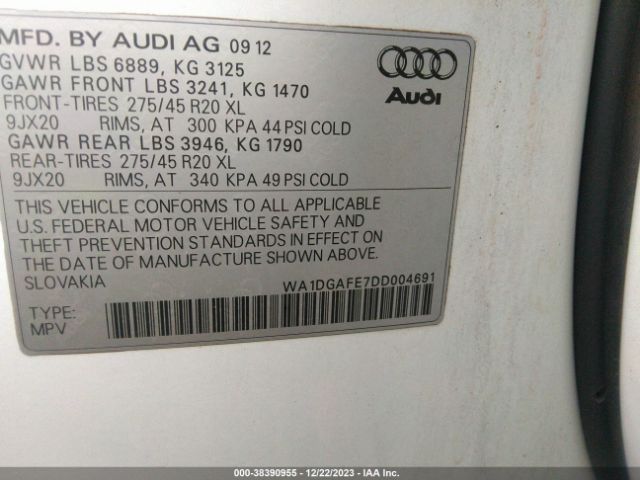 MFD. BY AUDI AG 09 12
GVWR LBS 6889, KG 3125
GAWR FRONT LBS 3241, KG 1470
FRONT-TIRES 275/45 R20 XL
9JX20 RIMS, AT 300 KPA 44 PSI COLD
GAWR REAR LBS 3946, KG 1790
REAR-TIRES 275/45 R20 XL
9JX20 RIMS, AT 340 KPA 49 PSI COLD
Audi
THIS VEHICLE CONFORMS TO ALL APPLICABLE
U.S. FEDERAL MOTOR VEHICLE SAFETY AND
THEFT PREVENTION STANDARDS IN EFFECT ON
THE DATE OF MANUFACTURE SHOWN ABOVE.
SLOVAKIA
WA1DGAFE7DD004691
TYPE:
MPV
000-38390955 - 12/22/2023 - IAA Inc.